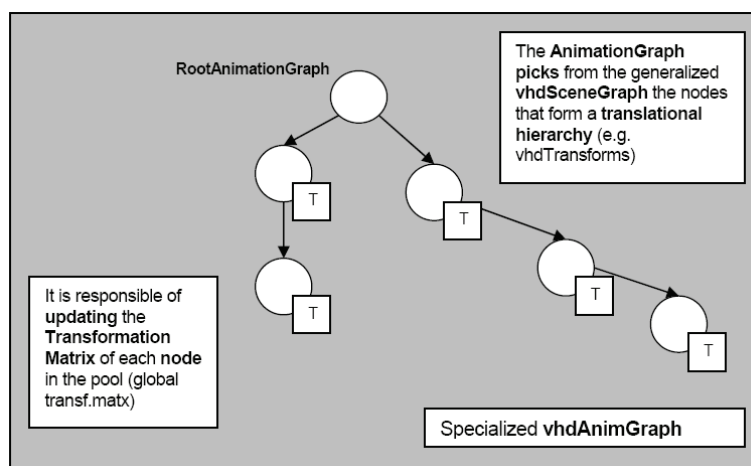 RootAnimationGraph
The AnimationGraph
picks from the generalized
vhdSceneGraph the nodes
that form a translational
hierarchy (e.g.
vhdTransforms)
T
T
T
T
T
It is responsible of
updating the
Transformation
Matrix of each node
in the pool (global
transf.matx)
Specialized vhdAnimGraph